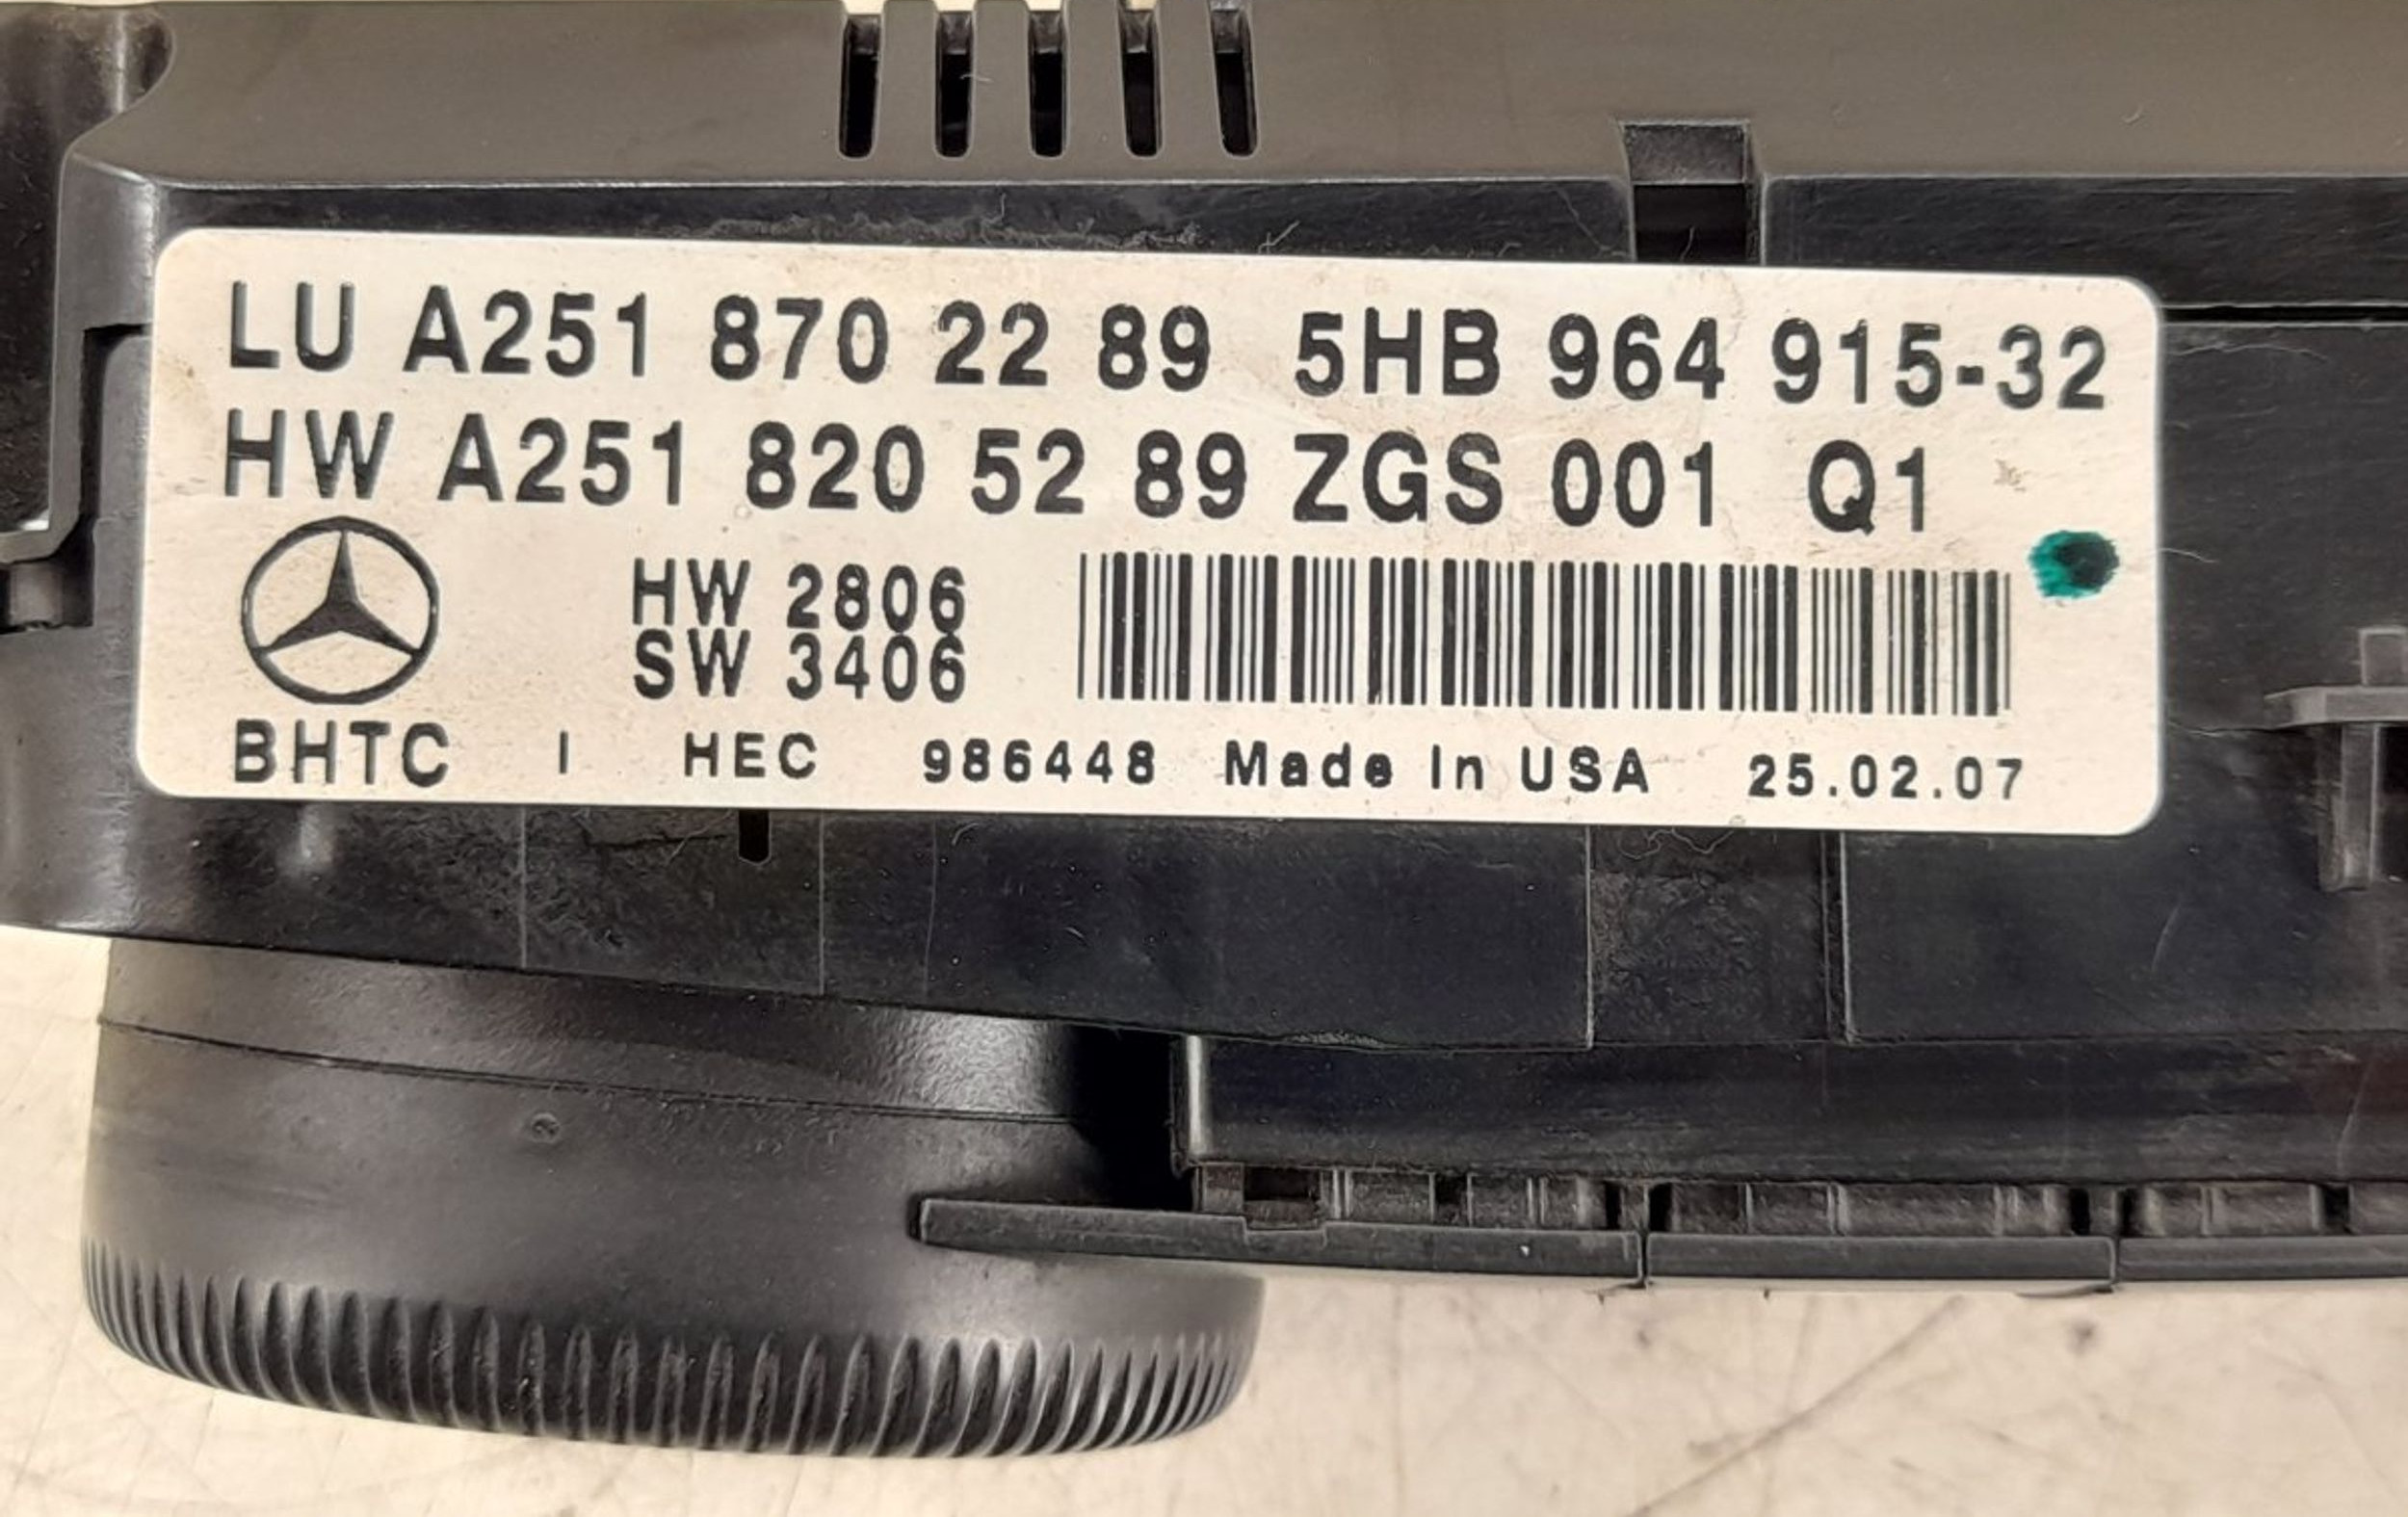 LU A251 870 22 89 5HB 964 915-32
HW A251 820 52 89 ZGS 001 Q1
HW 2806
SW 3406
BHTC I HEC 986448 Made In USA 25.02.07